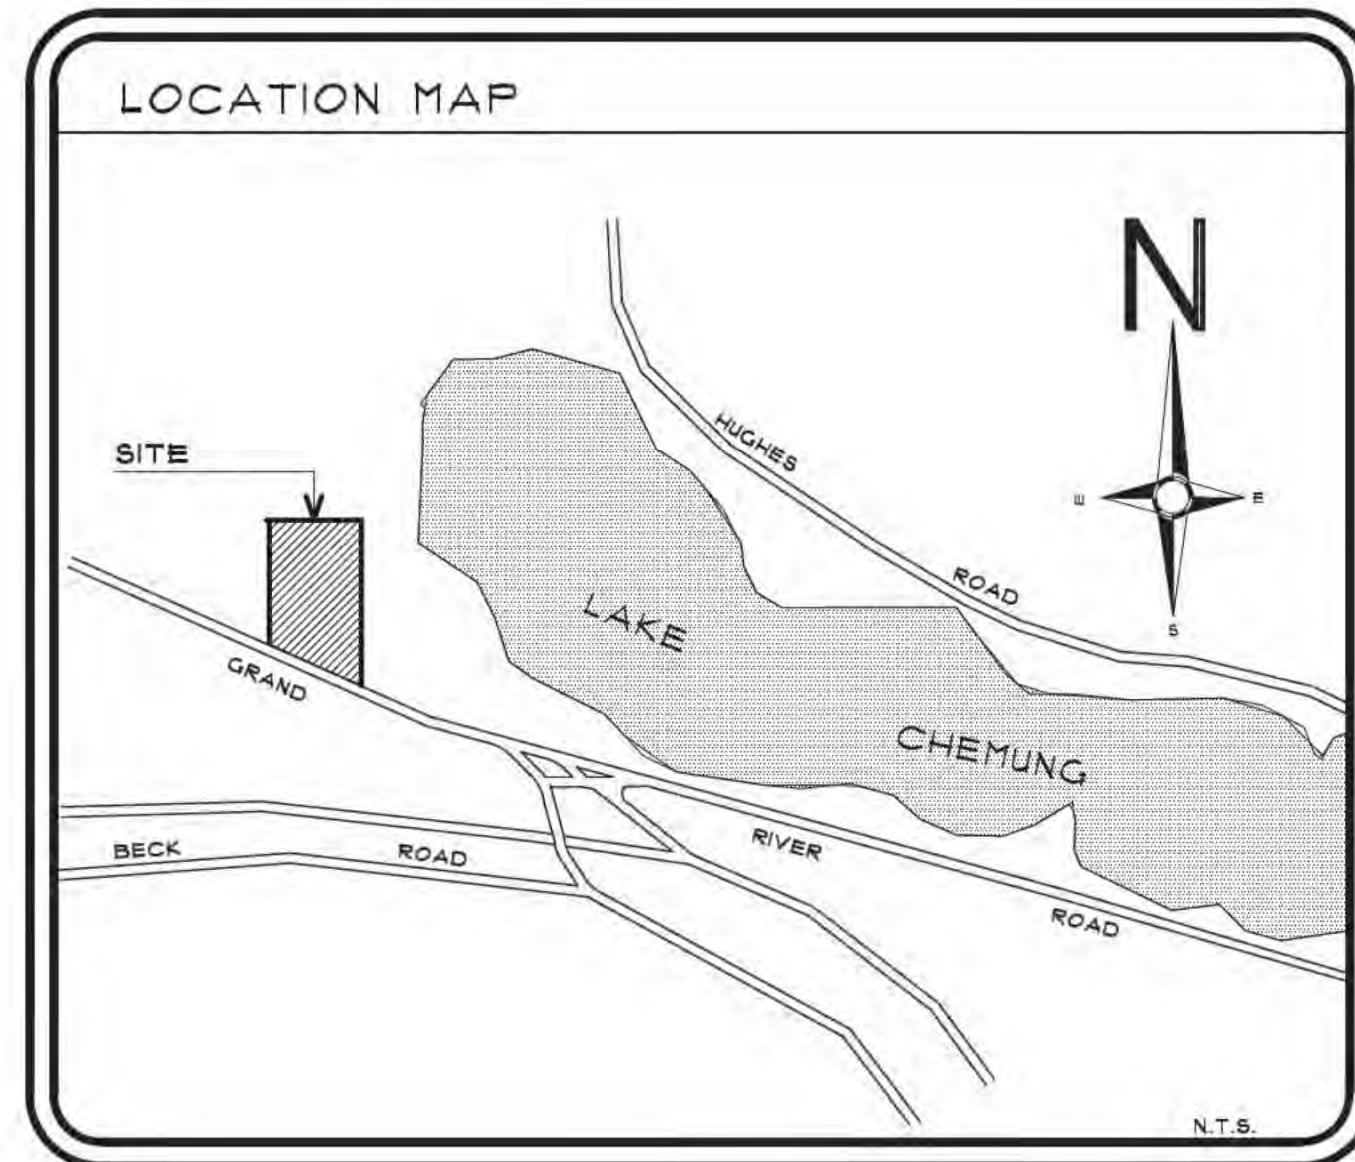 LOCATION MAP
N
SITE
HUGHES
ROAD
E
S
LAKE
CHEMUNG
GRAND
RIVER
ROAD
BECK
ROAD
N.T.S.